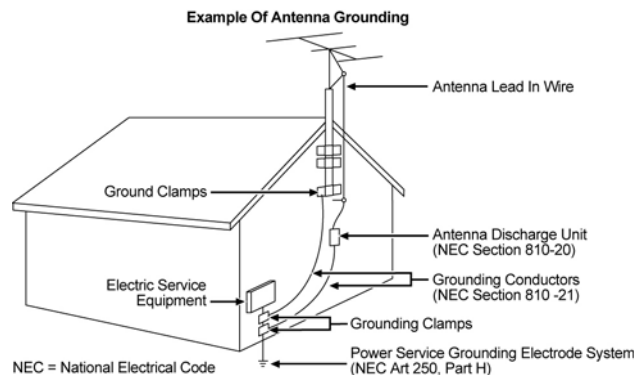 Example Of Antenna Grounding
Antenna Lead In Wire
Ground Clamps
Antenna Discharge Unit
(NEC Section 810-20)
Electric Service
Equipment
Grounding Conductors
(NEC Section 810 -21)
Grounding Clamps
Power Service Grounding Electrode System
(NEC Art 250, Part H)
NEC = National Electrical Code